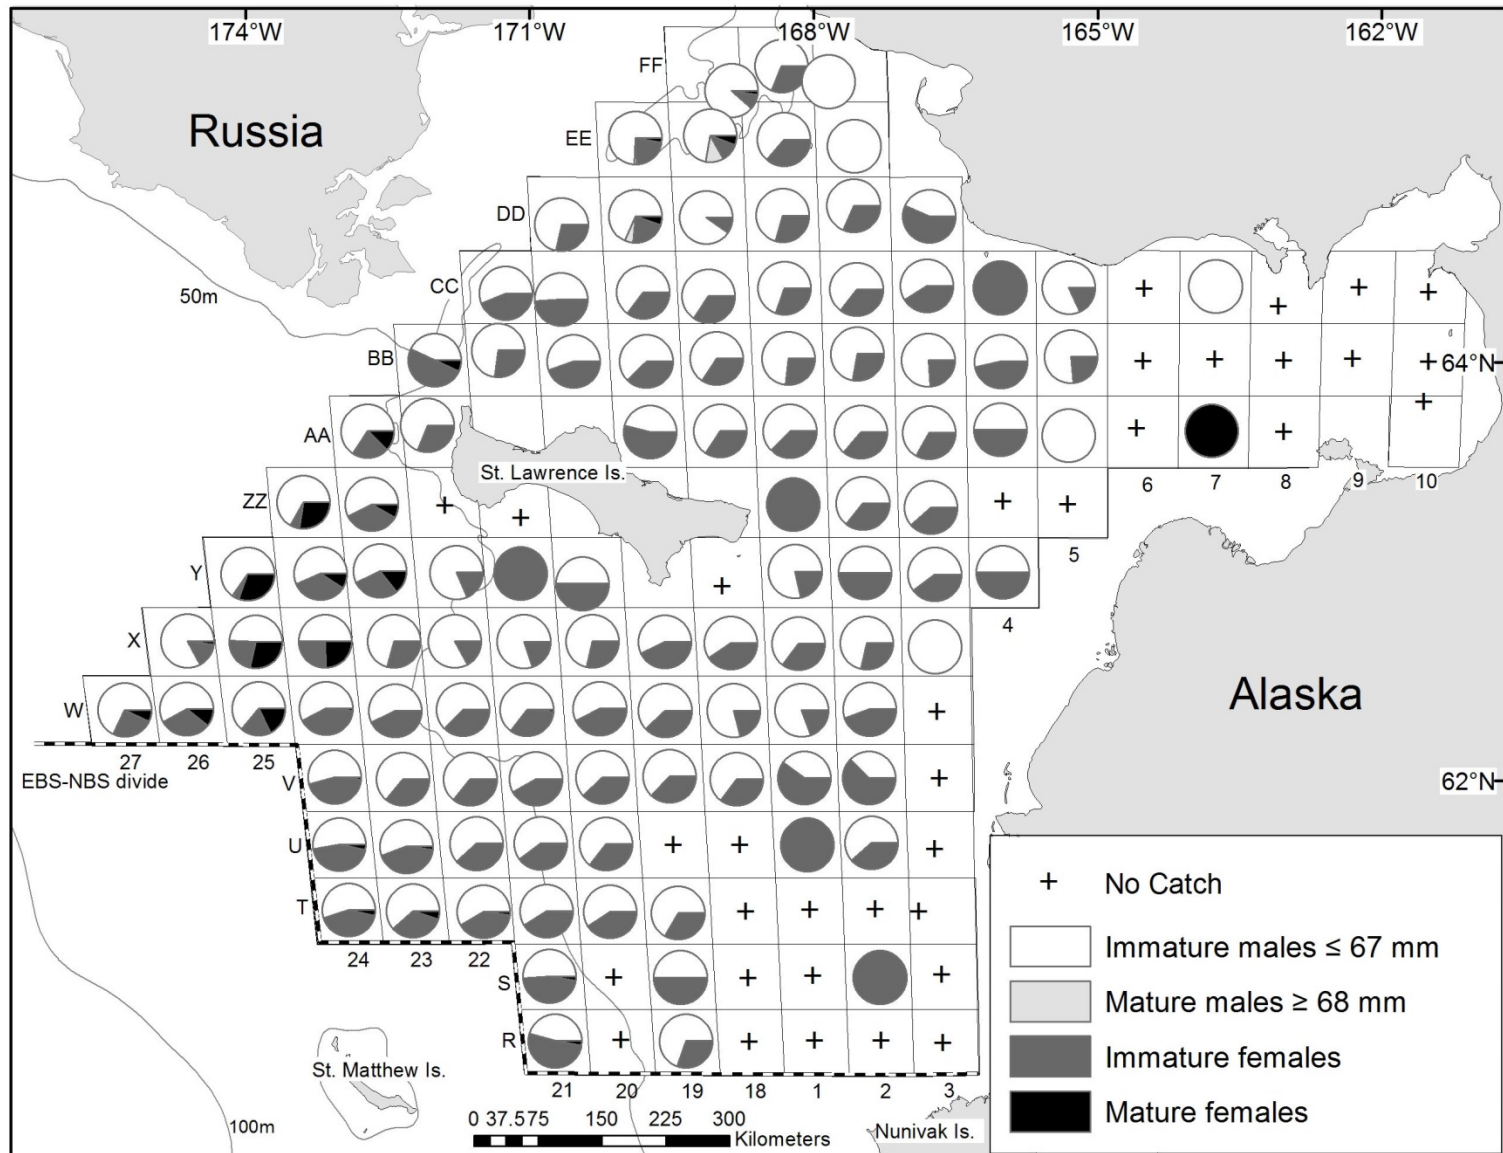 174°W 171°W 168°W 165°W 162°W
FF
Russia
EE
DD
CC
50m
BB
64°N
AA
St. Lawrence Is.
ZZ
6 7 8 9 10
Y
5
X
4
Alaska
W
27 26 25
EBS-NBS divide
V
62°N
U
No Catch
T
Immature males ≤ 67 mm
24 23 22
S
Mature males ≥ 68 mm
R
Immature females
St. Matthew Is.
21 20 19 18 1 2 3
Mature females
0 37.575 150 225 300
Kilometers
100m
Nunivak Is.